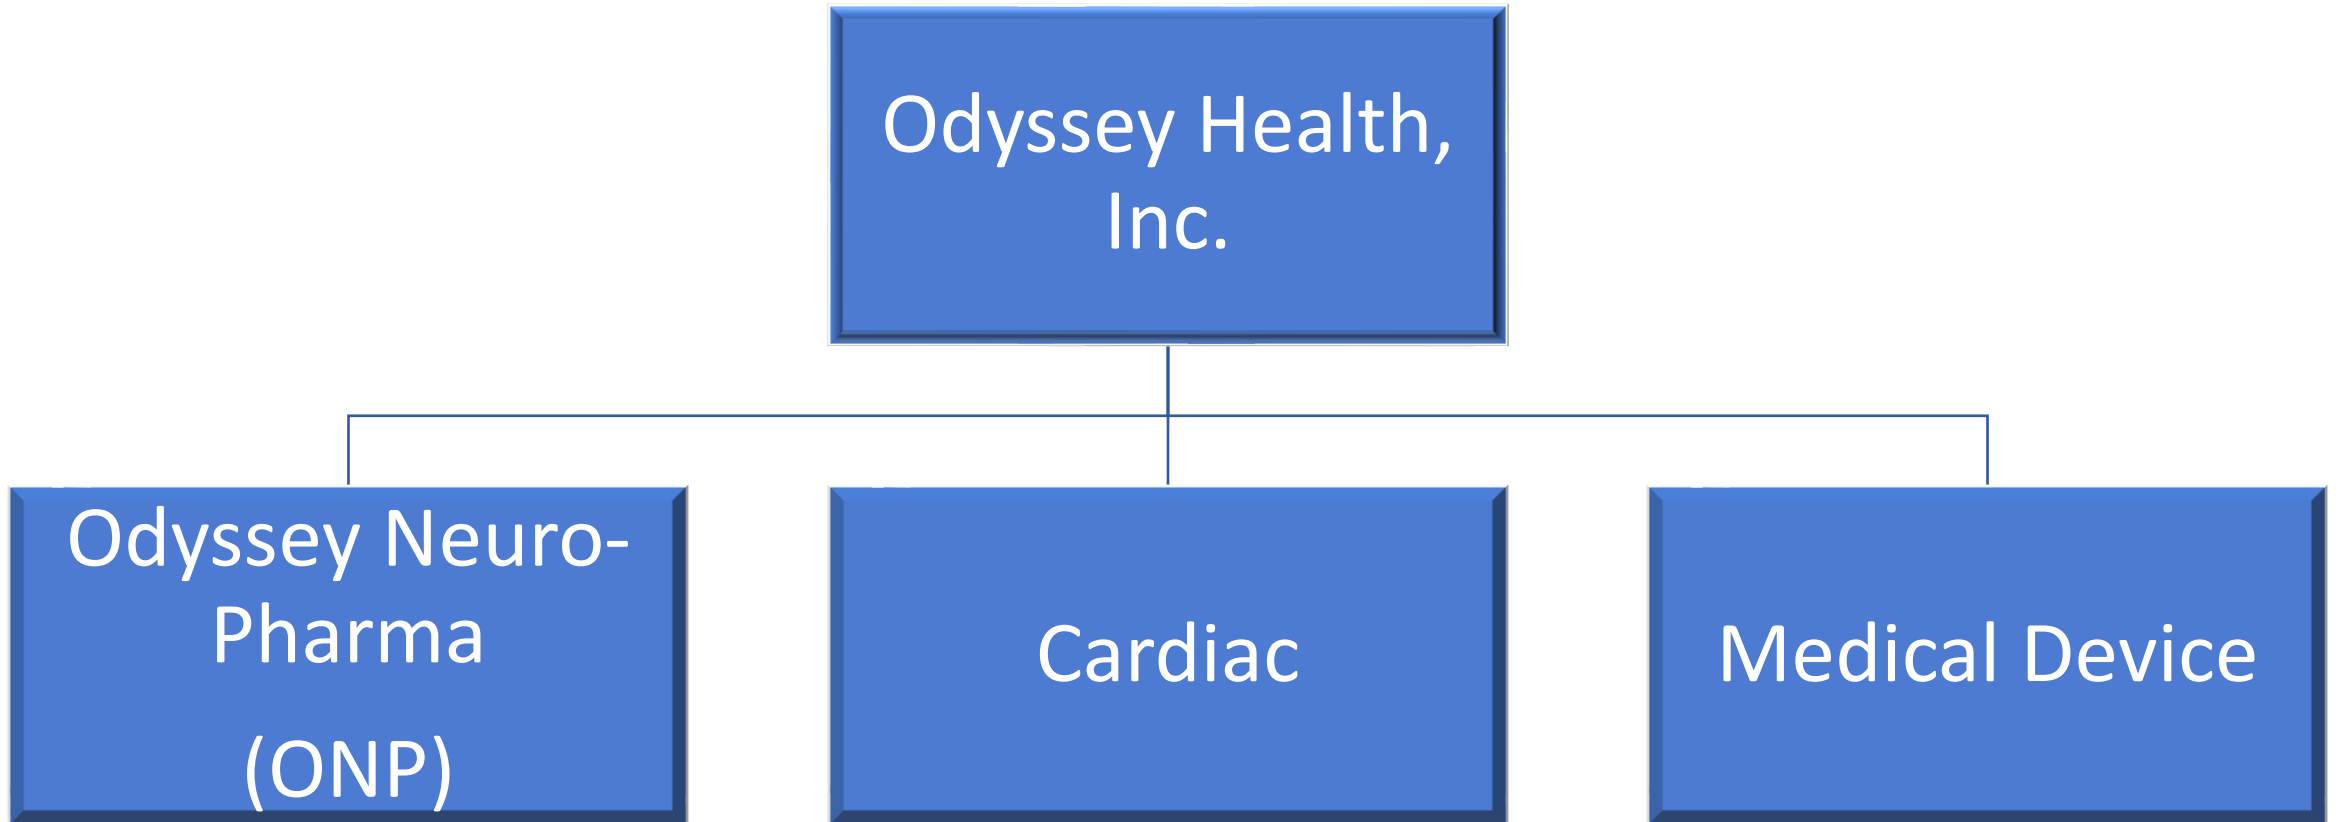 Odyssey Health,
Inc.
Odyssey Neuro-
Pharma
(ONP)
Cardiac
Medical Device